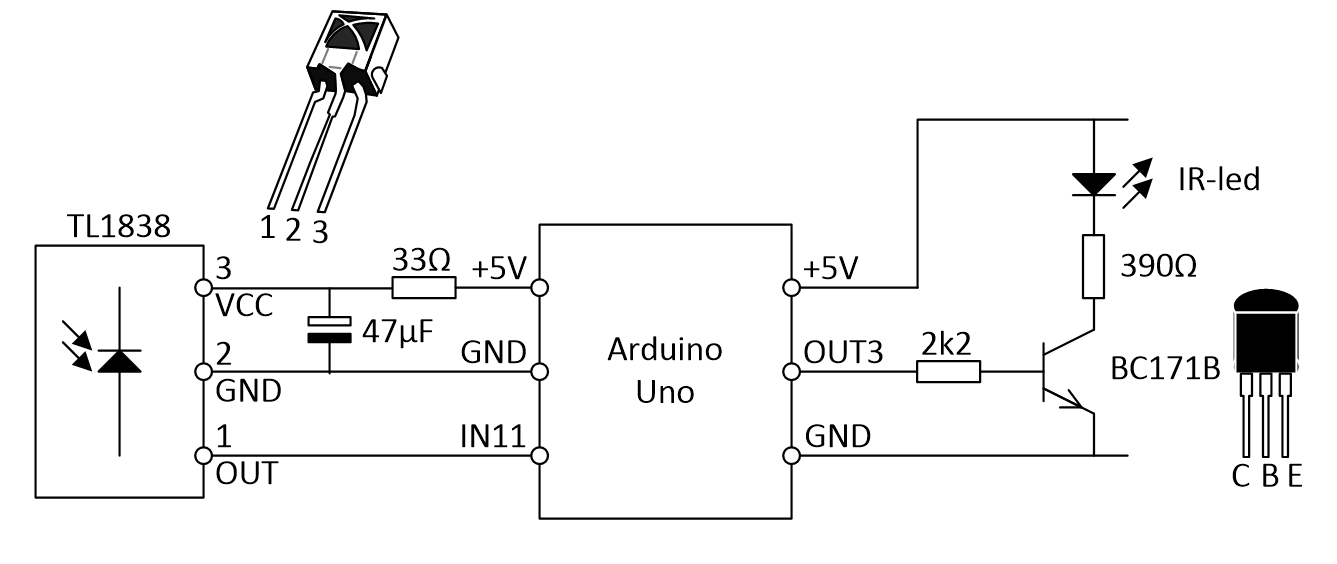 1 2 3
TL1838
3
VCC
33Ω
+5V
47µF
2
GND
GND
1
OUT
IN11
Arduino
Uno
+5V
OUT3
2k2
GND
IR-led
390Ω
BC171B
C B E